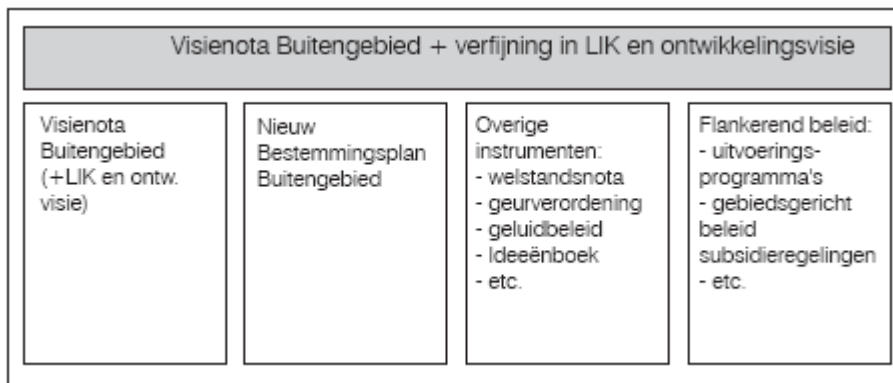 Visienota Buitengebied + verfijning in LIK en ontwikkelingsvisie
Visienota
Buitengebied
(+LIK en ontw.
visie)
Nieuw
Bestemmingsplan
Buitengebied
Overige
instrumenten:
- welstandsnota
- geurverordening
- geluidbeleid
- Ideeënboek
- etc.
Flankerend beleid:
- uitvoerings-
programma's
- gebiedsgericht
beleid
subsidieregelingen
- etc.